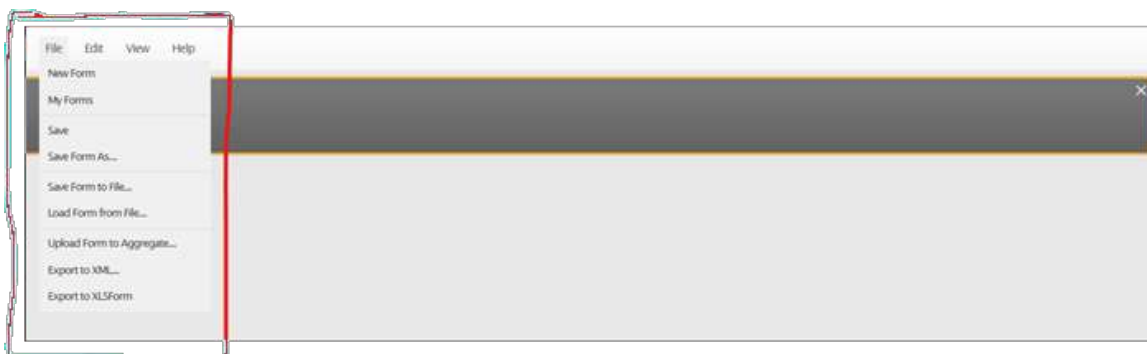 File Edit View Help
New Form
My Forms
Save
Save Form As...
Save Form to File...
Load Form from File...
Upload Form to Aggregate...
Export to XML...
Export to XLSForm